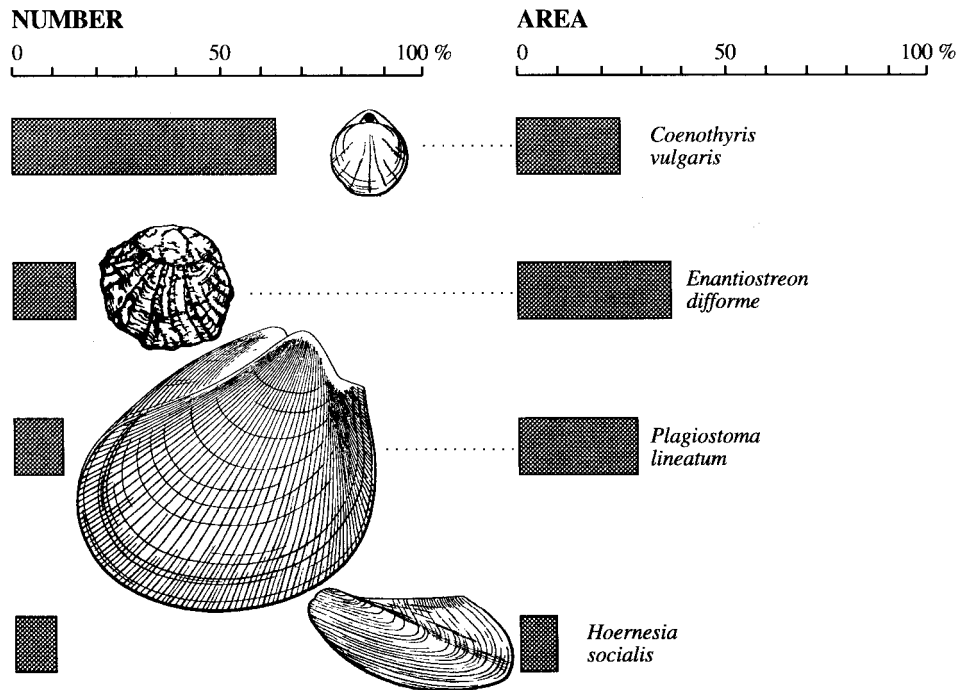 NUMBER
0 50 100 %
AREA
0 50 100 %
Coenothyris
vulgaris
Enantiostreon
difforme
Plagiostoma
lineatum
Hoernesia
socialis